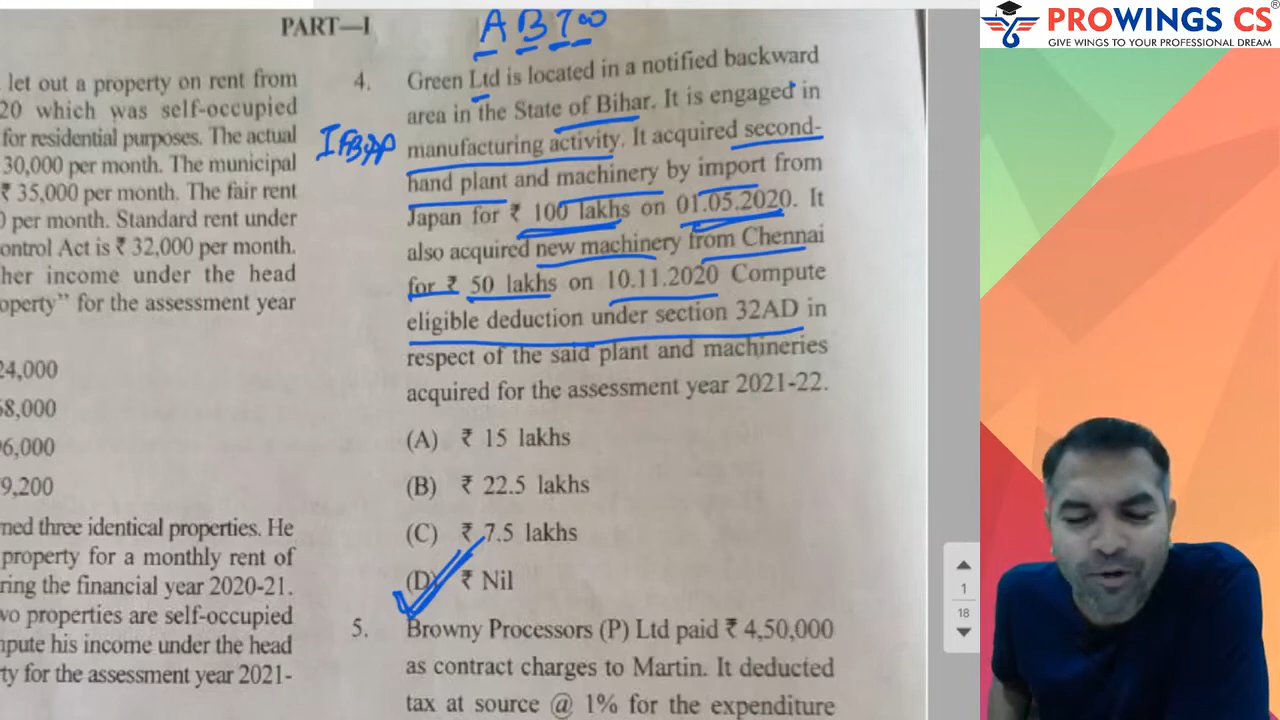 PROWINGS CS®
GIVE WINGS TO YOUR PROFESSIONAL DREAM
PART—I
A B T
let out a property on rent from
20 which was self-occupied
for residential purposes. The actual
30,000 per month. The municipal
₹ 35,000 per month. The fair rent
0 per month. Standard rent under
ontrol Act is ₹ 32,000 per month.
her income under the head
operty” for the assessment year
24,000
58,000
96,000
9,200
ned three identical properties. He
property for a monthly rent of
ring the financial year 2020-21.
wo properties are self-occupied
npute his income under the head
rty for the assessment year 2021-
4. Green Ltd is located in a notified backward
area in the State of Bihar. It is engaged in
manufacturing activity. It acquired second-
hand plant and machinery by import from
Japan for ₹ 100 lakhs on 01.05.2020. It
also acquired new machinery from Chennai
for ₹ 50 lakhs on 10.11.2020 Compute
eligible deduction under section 32AD in
respect of the said plant and machineries
acquired for the assessment year 2021-22.
(A) ₹ 15 lakhs
(B) ₹ 22.5 lakhs
(C) ₹ 7.5 lakhs
(D) ₹ Nil
5. Browny Processors (P) Ltd paid ₹ 4,50,000
as contract charges to Martin. It deducted
tax at source @ 1% for the expenditure
1
18